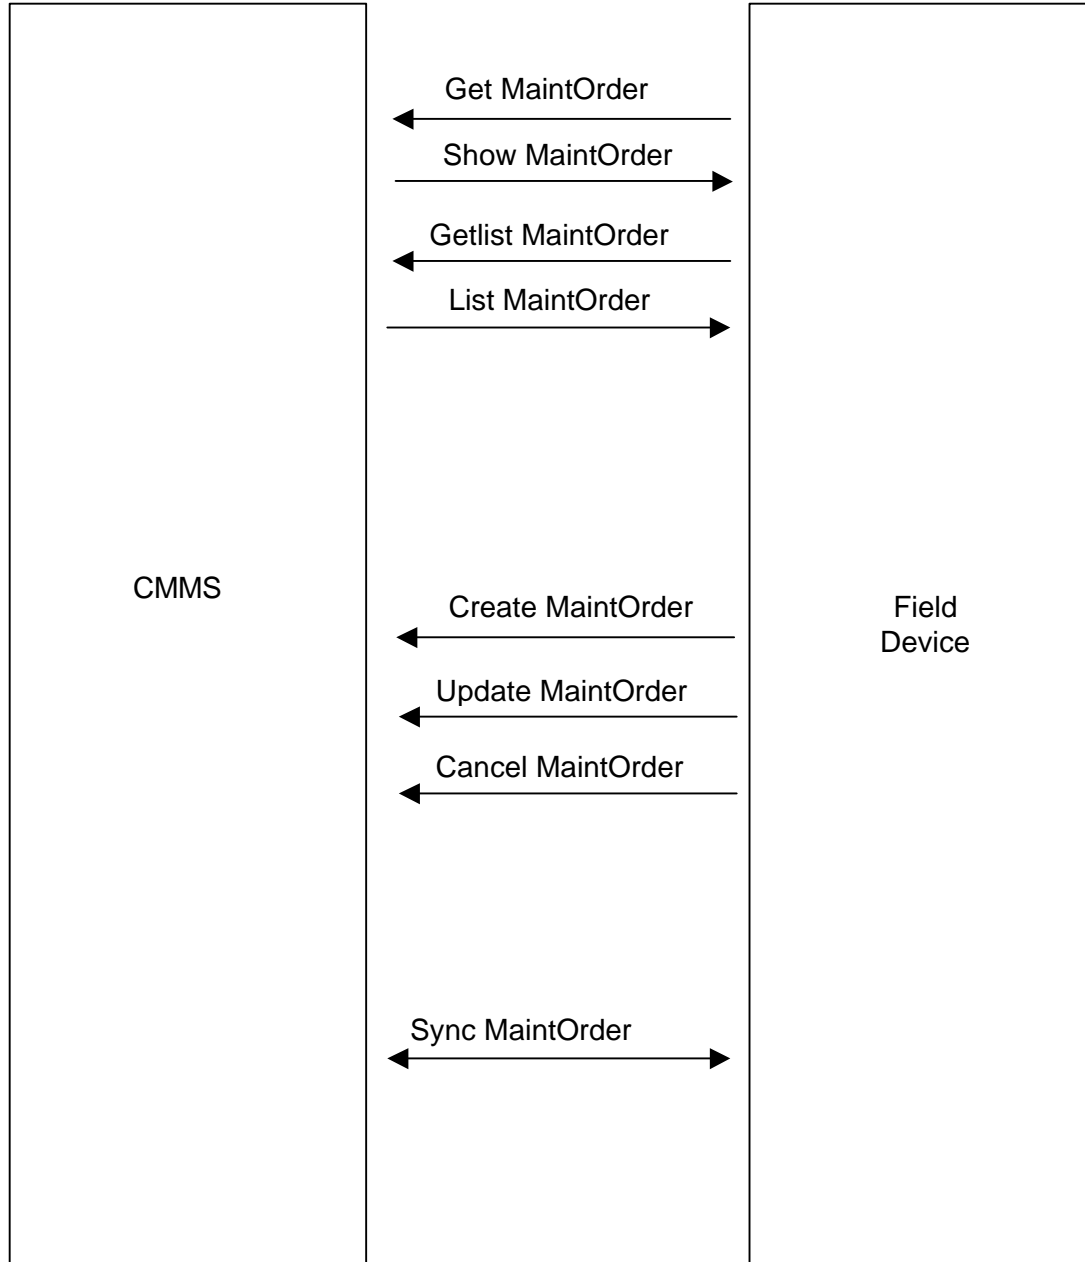 Get MaintOrder
Show MaintOrder
Getlist MaintOrder
List MaintOrder
CMMS
Create MaintOrder
Field
Device
Update MaintOrder
Cancel MaintOrder
Sync MaintOrder